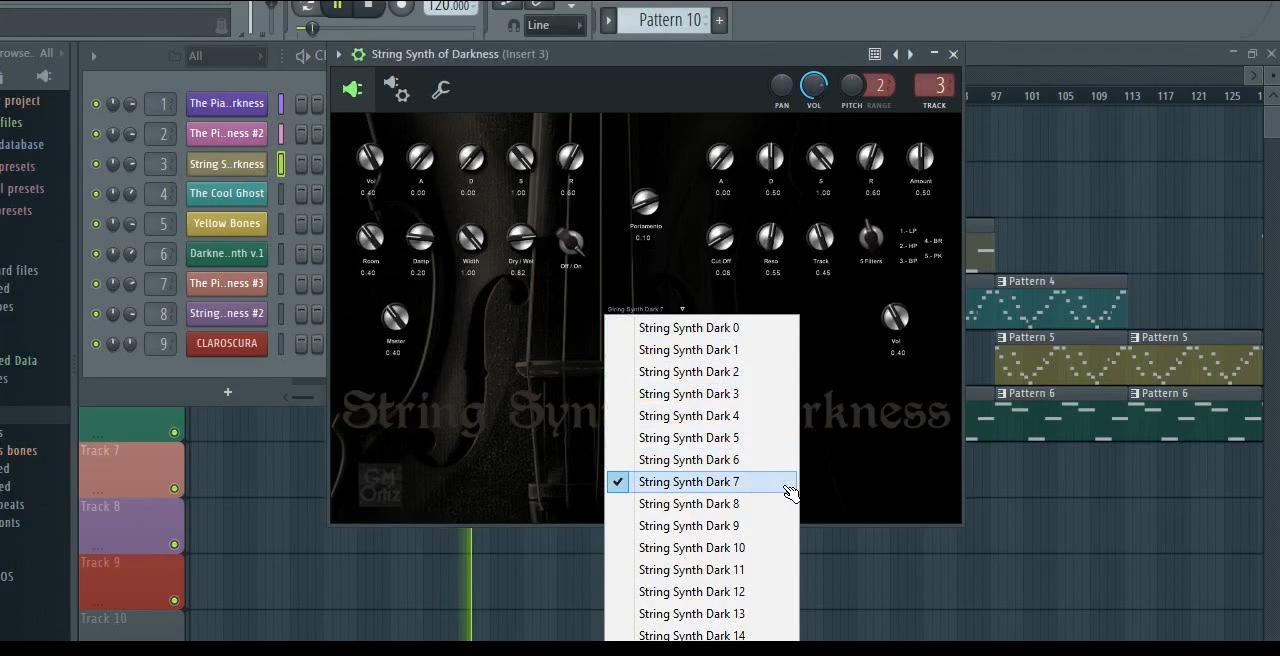 120.000
Line
Pattern 10
+
rowse.. All
All
String Synth of Darkness (Insert 3)
PAN
VOL
PITCH
2
RANGE
3
TRACK
project
files
database
presets
l presets
presets
ard files
ed Data
s bones
1 The Pia..rkness
2 The Pi..ness #2
3 String S..rkness
4 The Cool Ghost
5 Yellow Bones
6 Darkne..nth v.1
7 The Pi..ness #3
8 String..ness #2
9 CLAROSCURA
+
Vol A D S R
0.40 0.00 0.50 1.00 0.60
Room Damp Width Dry / Wet Off / On
0.40 0.20 1.00 0.82
Master
0.40
Portamento
0.10
A D S R Amount
0.00 0.50 1.00 0.60 0.50
Cut Off Reso Track 5 Filters
0.08 0.55 0.45
1.- LP
2.- HP
3.- BP
4.- BR
5.- PK
Vol
0.40
String Synth Dark 7
String Syn
rkness
GM
Ortiz
String Synth Dark 0
String Synth Dark 1
String Synth Dark 2
String Synth Dark 3
String Synth Dark 4
String Synth Dark 5
String Synth Dark 6
String Synth Dark 7
String Synth Dark 8
String Synth Dark 9
String Synth Dark 10
String Synth Dark 11
String Synth Dark 12
String Synth Dark 13
String Synth Dark 14
97 101 105 109 113 117 121 125
Pattern 4
Pattern 5 Pattern 5
Pattern 6 Pattern 6
Track 7
Track 8
Track 9
Track 10